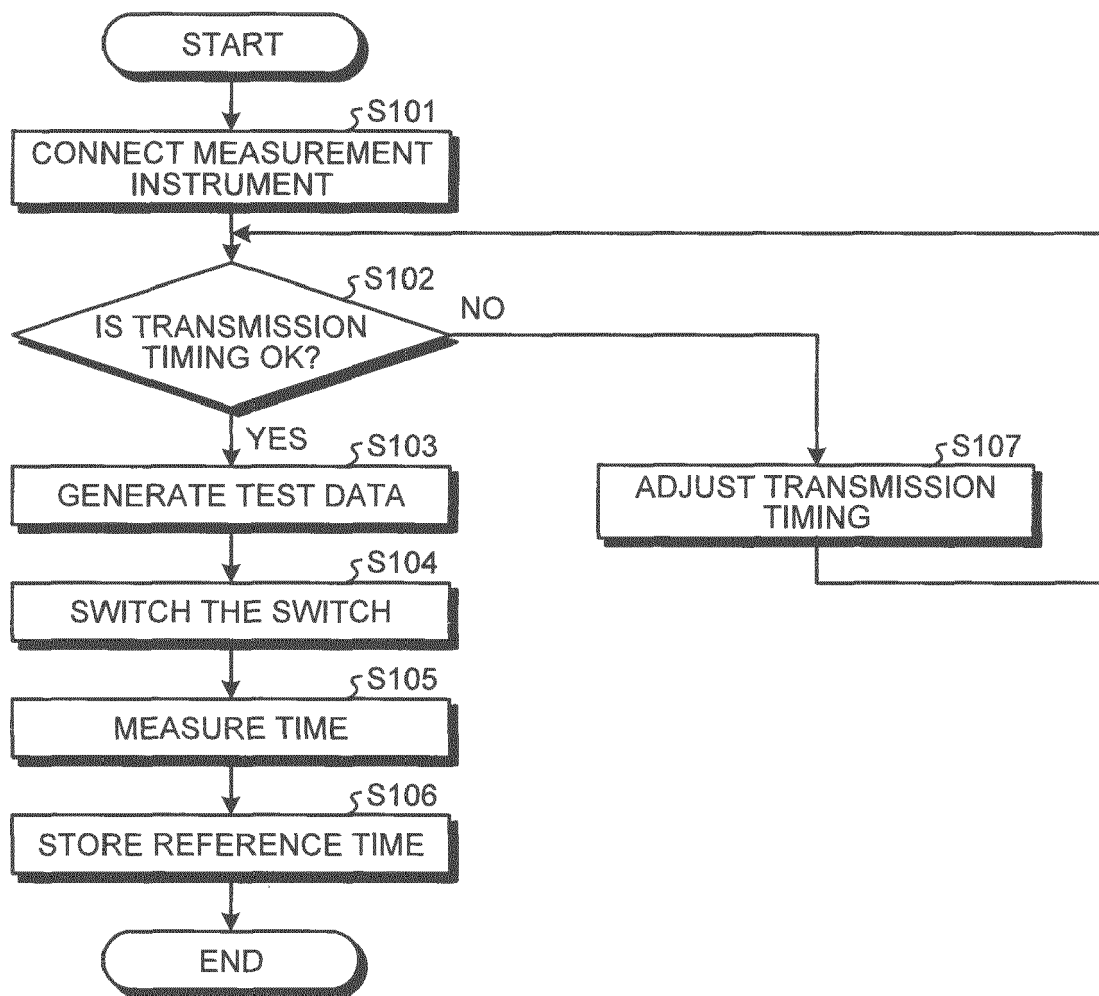 START
S101
CONNECT MEASUREMENT
INSTRUMENT
S102
IS TRANSMISSION
TIMING OK?
NO
YES
S103
GENERATE TEST DATA
S107
ADJUST TRANSMISSION
TIMING
S104
SWITCH THE SWITCH
S105
MEASURE TIME
S106
STORE REFERENCE TIME
END